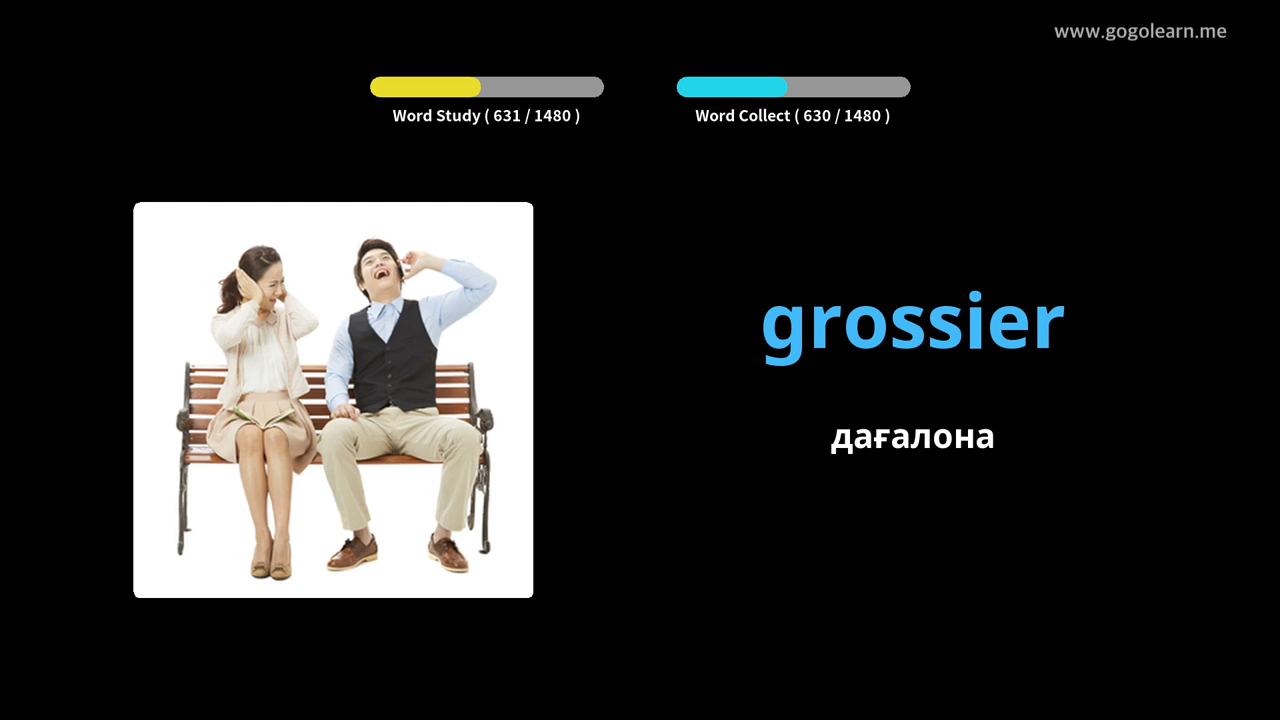 www.gogolearn.me
Word Study ( 631 / 1480 )
Word Collect ( 630 / 1480 )
grossier
дағалона